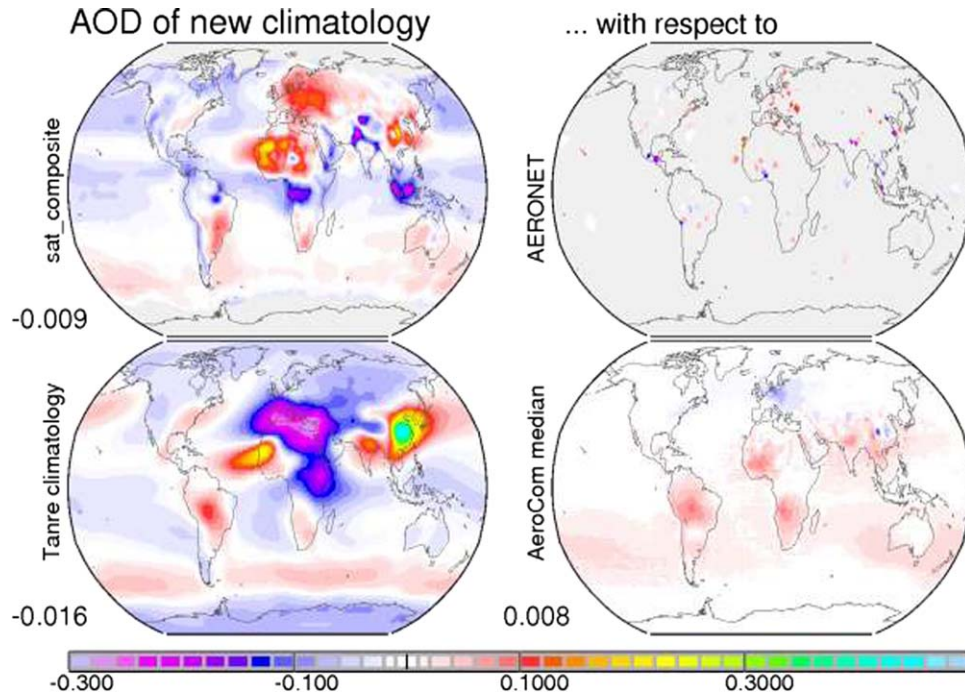 AOD of new climatology
... with respect to
sat_composite
AERONET
-0.009
Tanre climatology
AeroCom median
-0.016
0.008
-0.300 -0.100 0.1000 0.3000